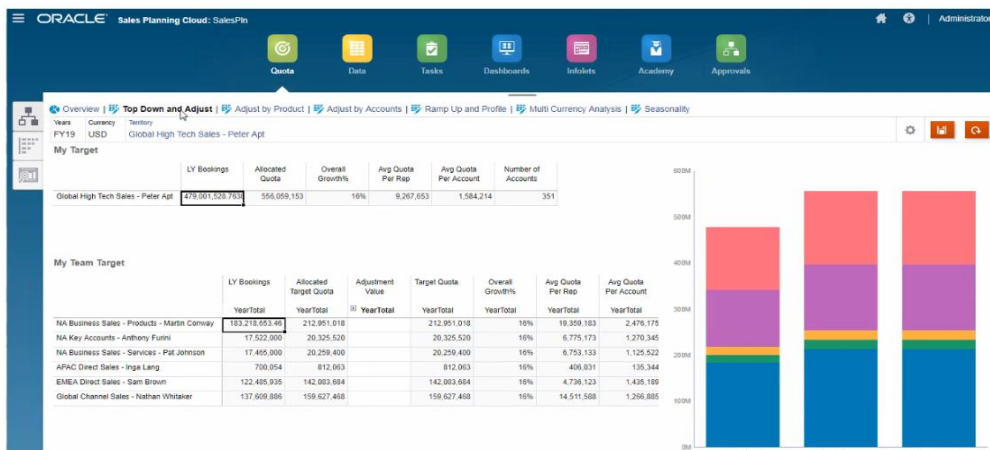 ORACLE® Sales Planning Cloud: SalesPln Administrator
Quota Data Tasks Dashboards Infolets Academy Approvals
Overview | Top Down and Adjust | Adjust by Product | Adjust by Accounts | Ramp Up and Profile | Multi Currency Analysis | Seasonality
Years Currency Territory
FY19 USD Global High Tech Sales - Peter Apt
My Target
LY Bookings Allocated Quota Overall Growth% Avg Quota Per Rep Avg Quota Per Account Number of Accounts
Global High Tech Sales - Peter Apt 479,001,528.7638 556,059,153 16% 9,267,653 1,584,214 351
My Team Target
LY Bookings Allocated Target Quota Adjustment Value Target Quota Overall Growth% Avg Quota Per Rep Avg Quota Per Account
YearTotal YearTotal YearTotal YearTotal YearTotal YearTotal YearTotal
NA Business Sales - Products - Martin Conway 183,218,653.46 212,951,018 212,951,018 16% 19,359,183 2,476,175
NA Key Accounts - Anthony Furini 17,522,000 20,325,520 20,325,520 16% 6,775,173 1,270,345
NA Business Sales - Services - Pat Johnson 17,465,000 20,259,400 20,259,400 16% 6,753,133 1,125,522
APAC Direct Sales - Inga Lang 700,054 812,063 812,063 16% 406,031 135,344
EMEA Direct Sales - Sam Brown 122,485,935 142,083,684 142,083,684 16% 4,736,123 1,435,189
Global Channel Sales - Nathan Whitaker 137,609,886 159,627,468 159,627,468 16% 14,511,588 1,266,885
600M
500M
400M
300M
200M
100M
0M